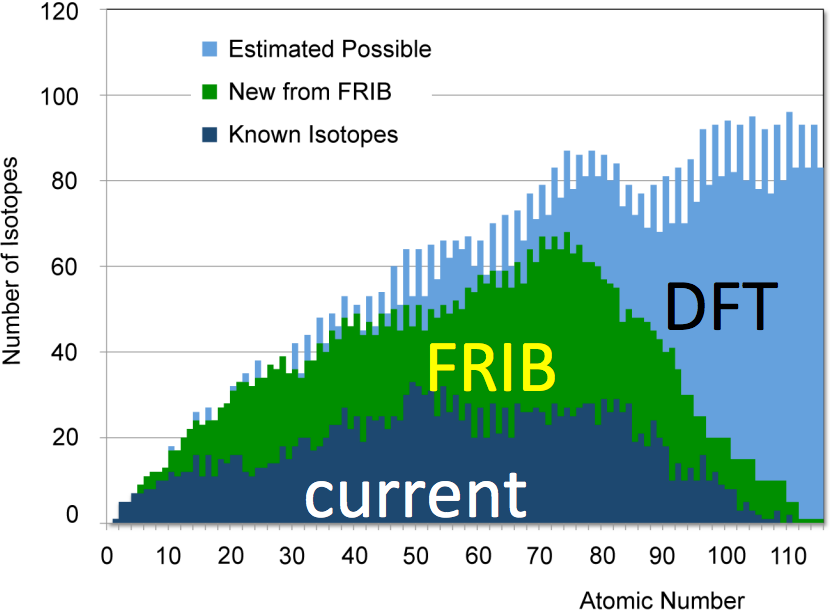 120
100
80
60
40
20
0
Number of Isotopes
Estimated Possible
New from FRIB
Known Isotopes
DFT
FRIB
current
0 10 20 30 40 50 60 70 80 90 100 110
Atomic Number